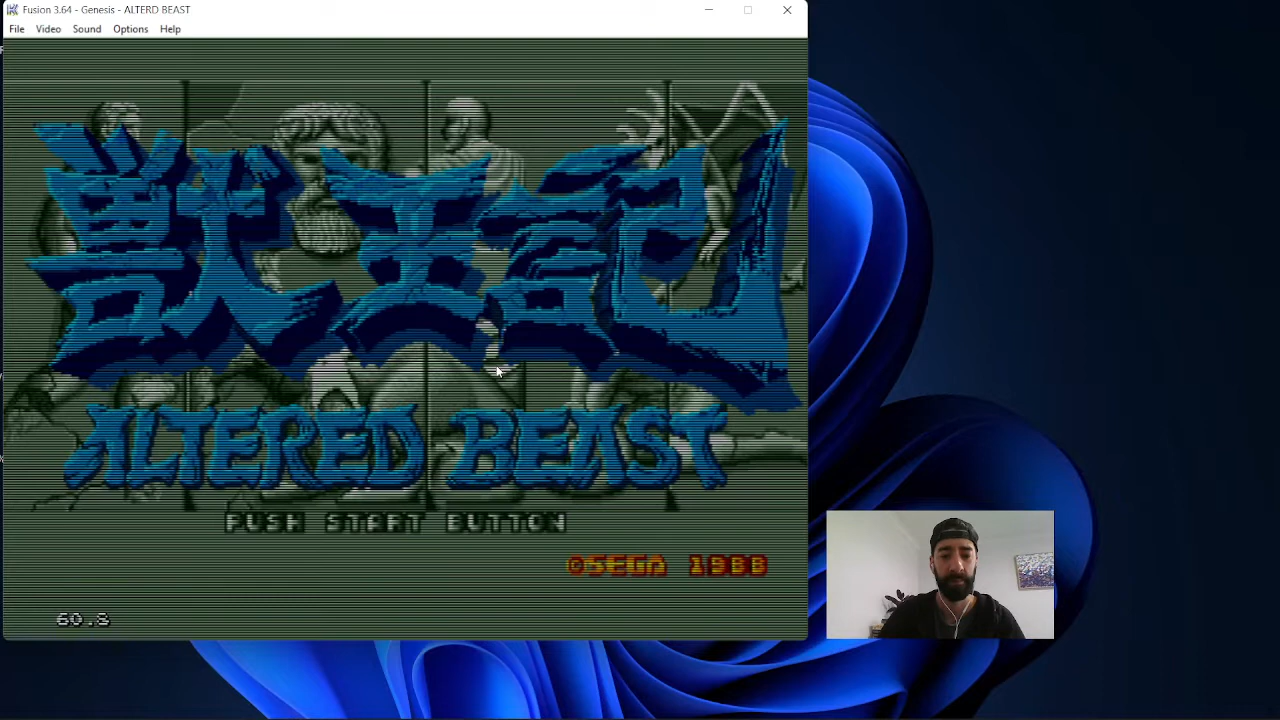 Fusion 3.64 - Genesis - ALTERD BEAST
File Video Sound Options Help
獣王記
ALTERED BEAST
PUSH START BUTTON
©SEGA 1988
60.8